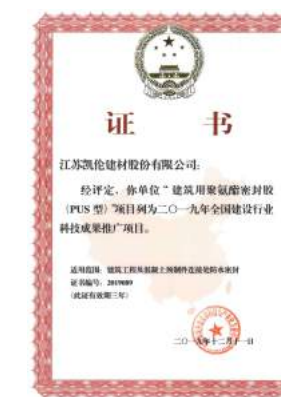 证 书
江苏凯伦建材股份有限公司:
经评定，你单位“建筑用聚氨酯密封胶
（PUS 型）”项目列为二〇一九年全国建设行业
科技成果推广项目。
适用范围: 建筑工程及混凝土预制件连接处防水密封
证书编号: 2019089
(此证有效期三年)
二〇一九年十二月十一日